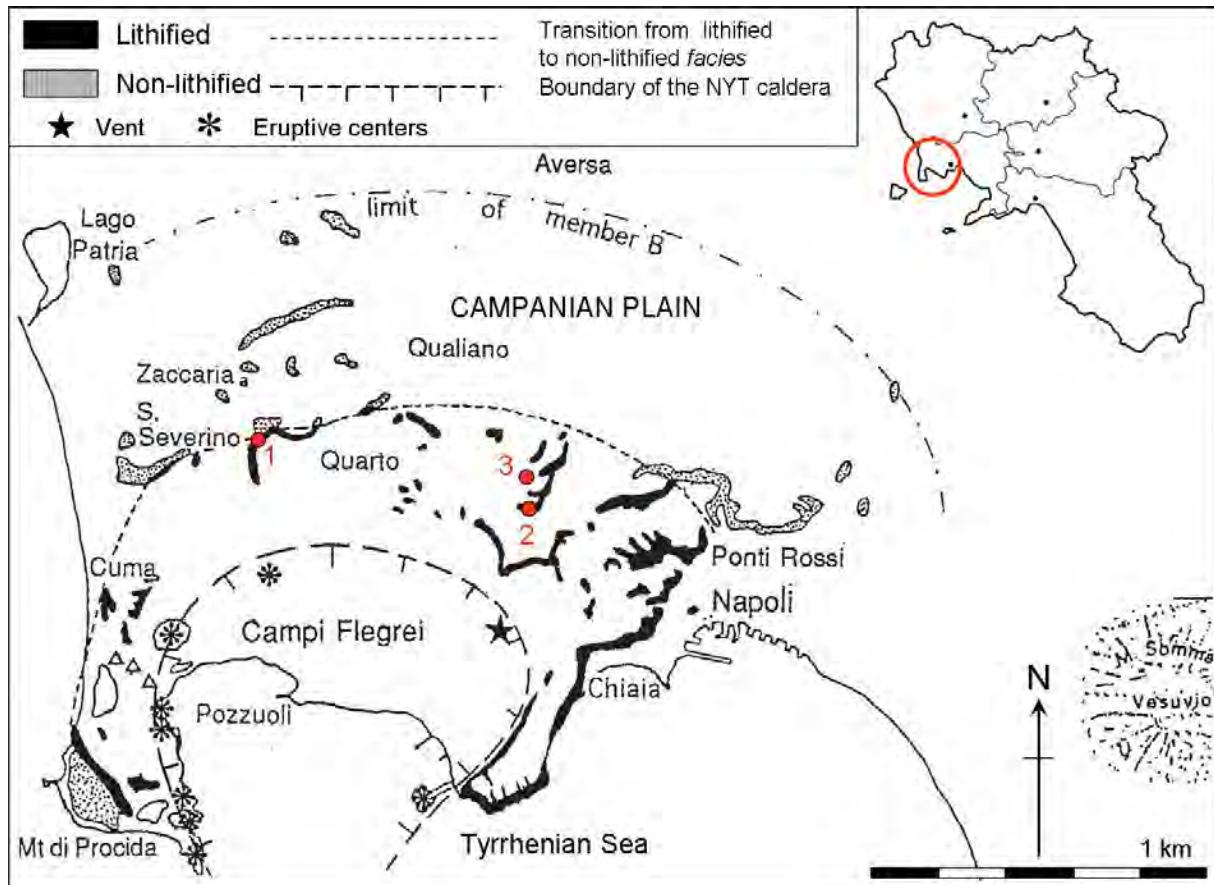 Lithified
Non-lithified
Transition from lithified
to non-lithified facies
Boundary of the NYT caldera
Vent
Eruptive centers
Aversa
limit of member B
Lago
Patria
CAMPANIAN PLAIN
Qualiano
Zaccaria
S.
Severino
1
Quarto
3
2
Ponti Rossi
Cuma
Napoli
Campi Flegrei
Somma
Chiaia
N
Vesuvio
Pozzuoli
Mt di Procida
Tyrrhenian Sea
1 km